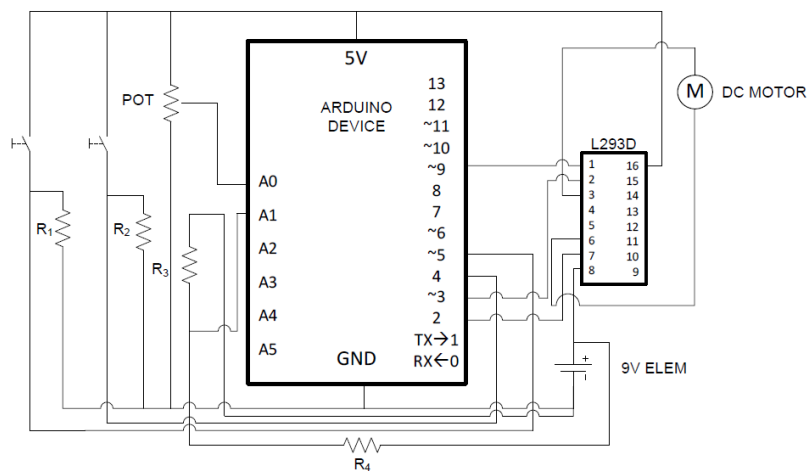 5V
ARDUINO
DEVICE
13
12
~11
~10
~9
8
7
~6
~5
4
~3
2
TX→1
RX←0
A0
A1
A2
A3
A4
A5
GND
POT
R1
R2
R3
R4
M
DC MOTOR
L293D
1 16
2 15
3 14
4 13
5 12
6 11
7 10
8 9
+
-
9V ELEM